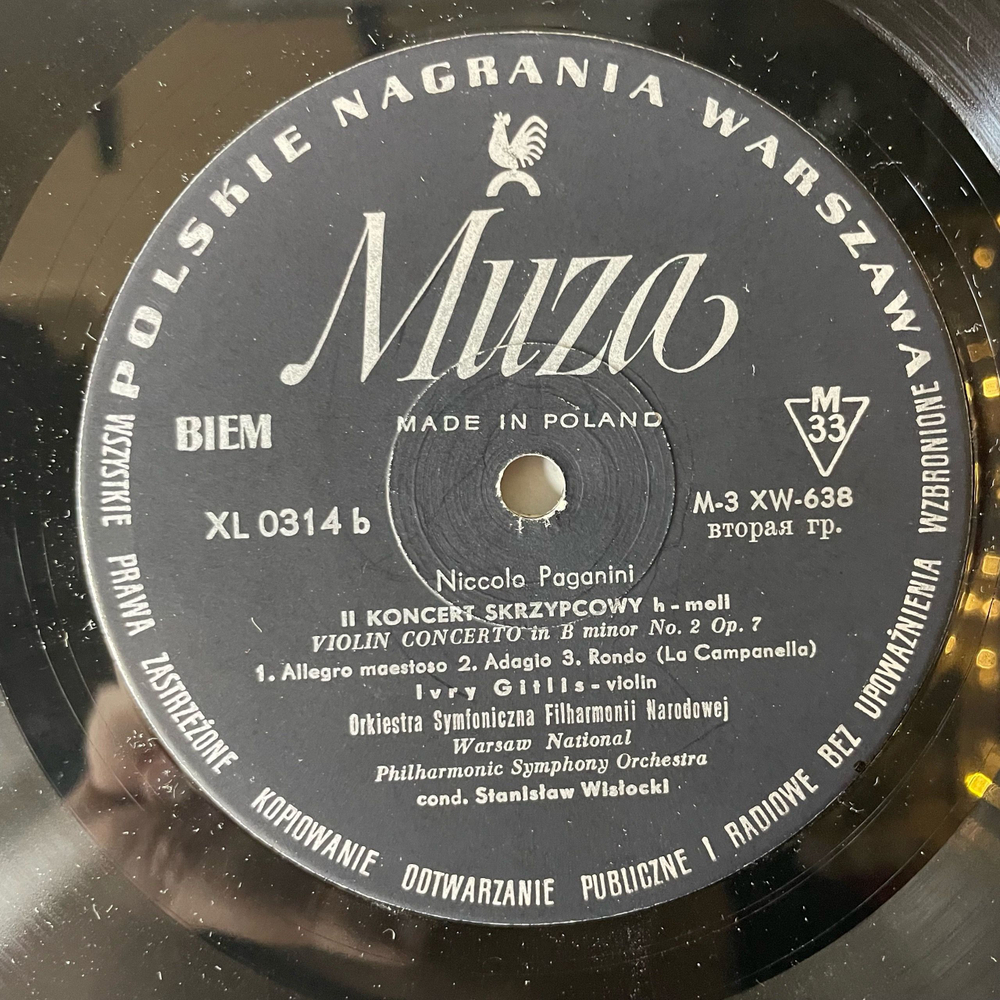 POLSKIE NAGRANIA WARSZAWA
Muza
MADE IN POLAND
BIEM
M
33
XL 0314 b
M-3 XW-638
вторая гр.
Niccolo Paganini
II KONCERT SKRZYPCOWY h-moll
VIOLIN CONCERTO in B minor No. 2 Op. 7
1. Allegro maestoso 2. Adagio 3. Rondo (La Campanella)
Ivry Gitlis-violin
Orkiestra Symfoniczna Filharmonii Narodowej
Warsaw National
Philharmonic Symphony Orchestra
cond. Stanisław Wisłocki
WSZYSTKIE PRAWA ZASTRZEŻONE KOPIOWANIE ODTWARZANIE PUBLICZNE I RADIOWE BEZ UPOWAŻNIENIA WZBRONIONE